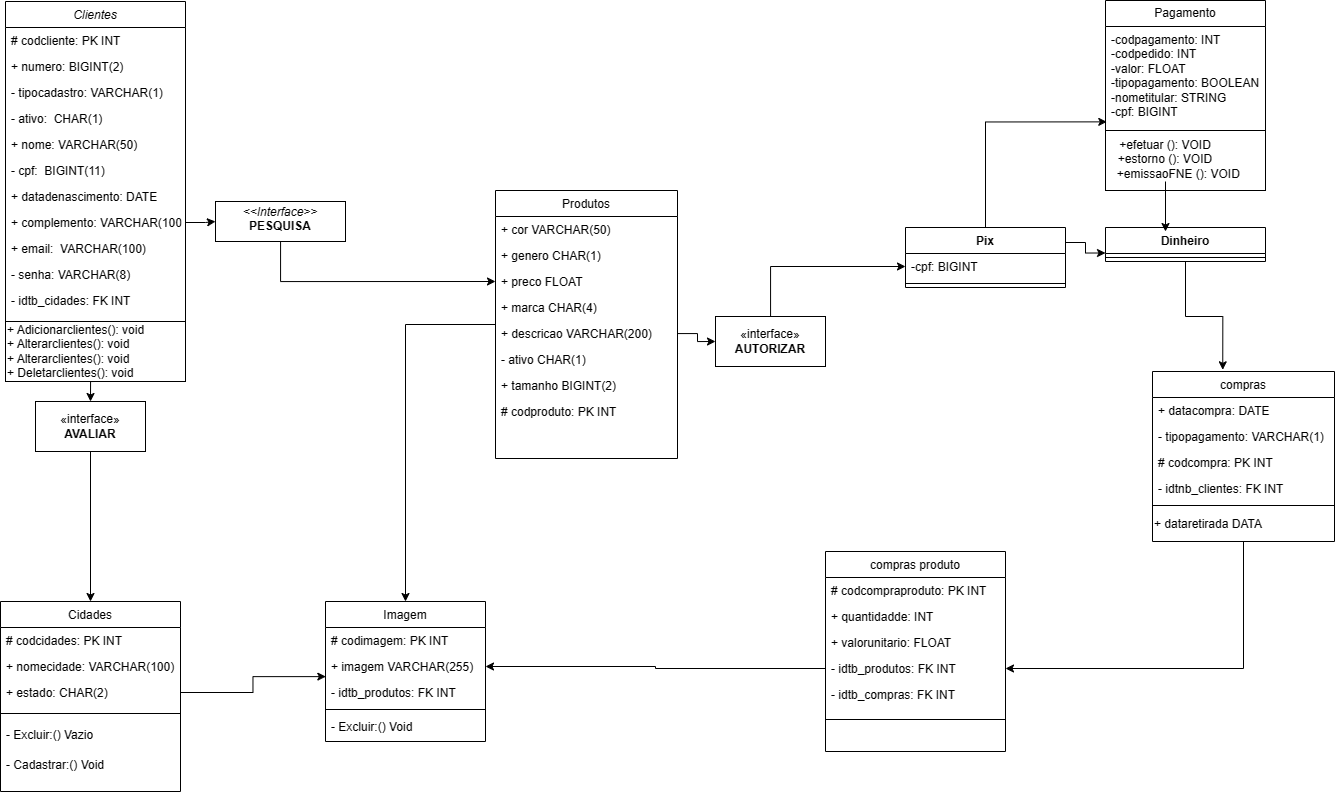 Clientes
# codcliente: PK INT
+ numero: BIGINT(2)
- tipocadastro: VARCHAR(1)
- ativo: CHAR(1)
+ nome: VARCHAR(50)
- cpf: BIGINT(11)
+ datadenascimento: DATE
+ complemento: VARCHAR(100
+ email: VARCHAR(100)
- senha: VARCHAR(8)
- idtb_cidades: FK INT
+ Adicionarclientes(): void
+ Alterarclientes(): void
+ Alterarclientes(): void
+ Deletarclientes(): void
<<Interface>>
PESQUISA
«interface»
AVALIAR
Produtos
+ cor VARCHAR(50)
+ genero CHAR(1)
+ preco FLOAT
+ marca CHAR(4)
+ descricao VARCHAR(200)
- ativo CHAR(1)
+ tamanho BIGINT(2)
# codproduto: PK INT
«interface»
AUTORIZAR
Pix
-cpf: BIGINT
Pagamento
-codpagamento: INT
-codpedido: INT
-valor: FLOAT
-tipopagamento: BOOLEAN
-nometitular: STRING
-cpf: BIGINT
+efetuar (): VOID
+estorno (): VOID
+emissaoFNE (): VOID
Dinheiro
compras
+ datacompra: DATE
- tipopagamento: VARCHAR(1)
# codcompra: PK INT
- idtnb_clientes: FK INT
+ dataretirada DATA
Cidades
# codcidades: PK INT
+ nomecidade: VARCHAR(100)
+ estado: CHAR(2)
- Excluir:() Vazio
- Cadastrar:() Void
Imagem
# codimagem: PK INT
+ imagem VARCHAR(255)
- idtb_produtos: FK INT
- Excluir:() Void
compras produto
# codcompraproduto: PK INT
+ quantidadde: INT
+ valorunitario: FLOAT
- idtb_produtos: FK INT
- idtb_compras: FK INT